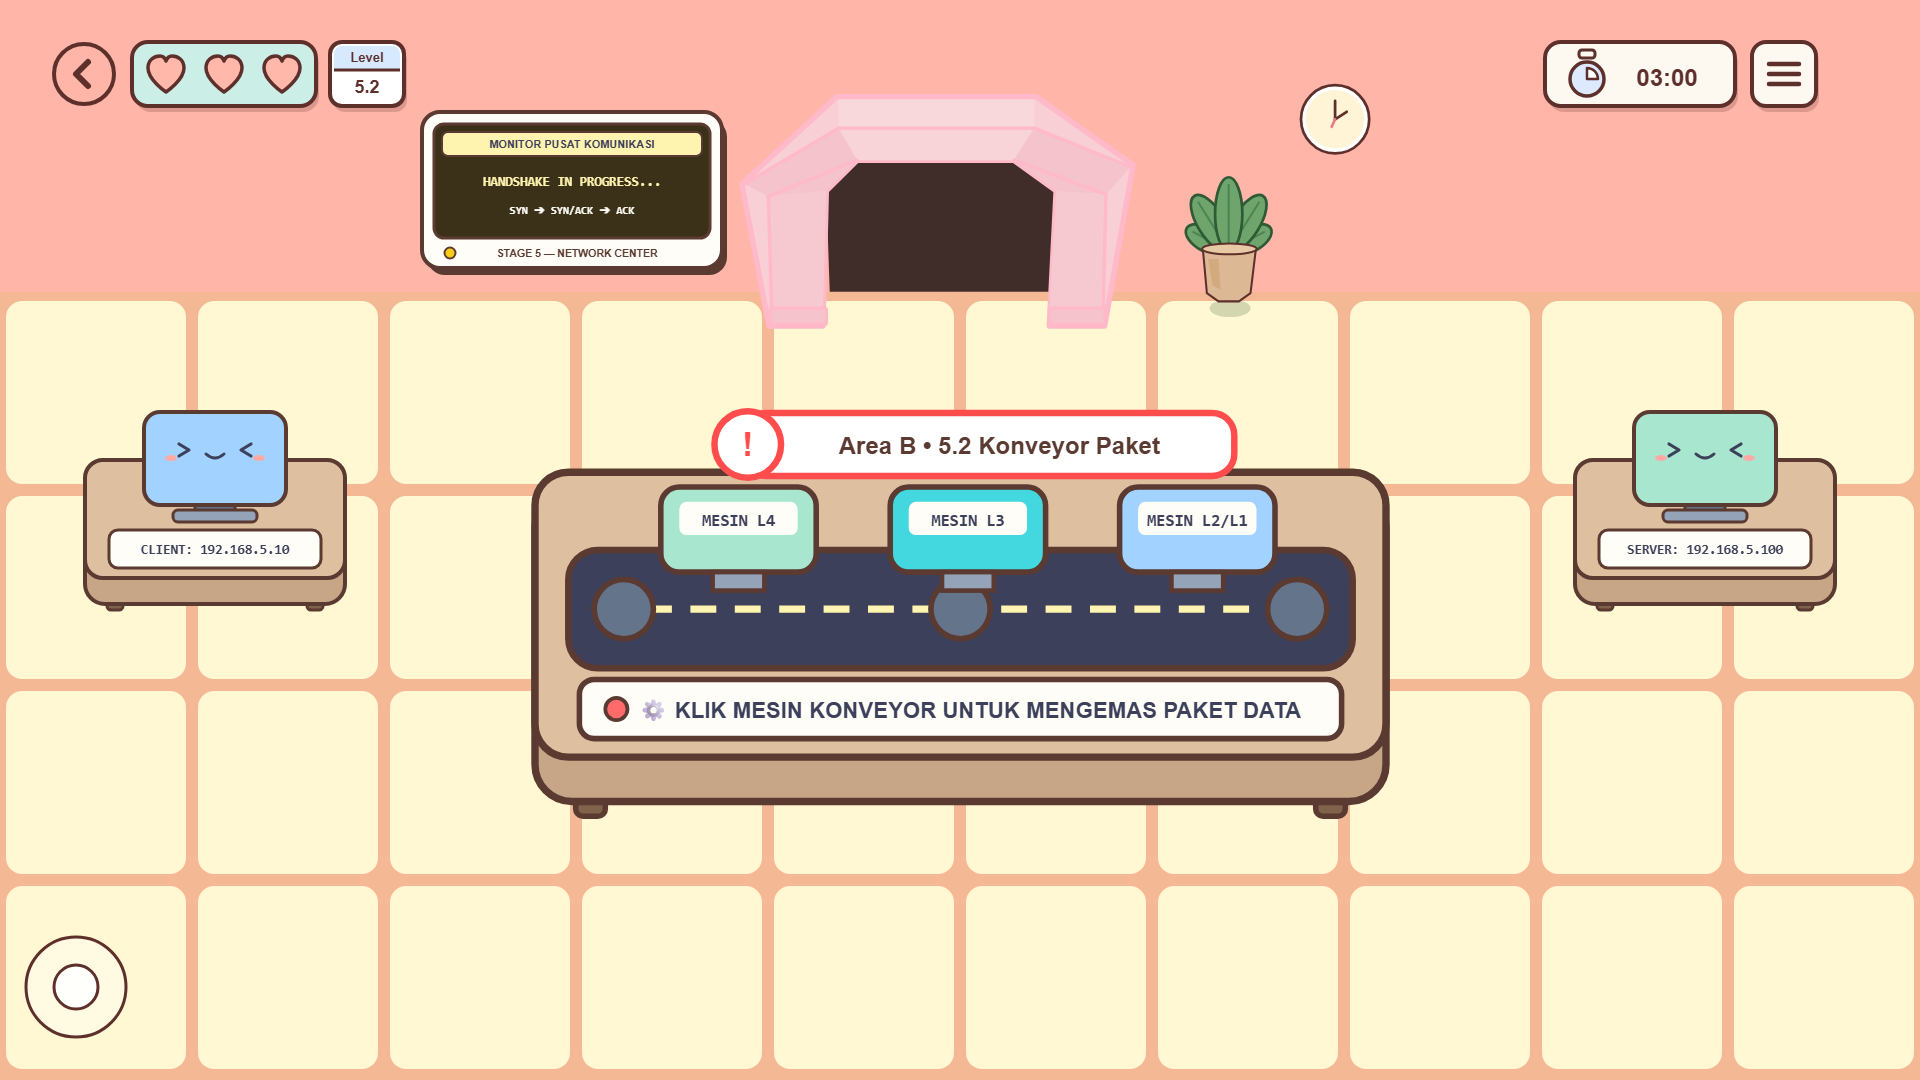 Level
5.2
03:00
MONITOR PUSAT KOMUNIKASI
HANDSHAKE IN PROGRESS...
SYN ➔ SYN/ACK ➔ ACK
STAGE 5 — NETWORK CENTER
! Area B • 5.2 Konveyor Paket
MESIN L4
MESIN L3
MESIN L2/L1
CLIENT: 192.168.5.10
SERVER: 192.168.5.100
KLIK MESIN KONVEYOR UNTUK MENGEMAS PAKET DATA